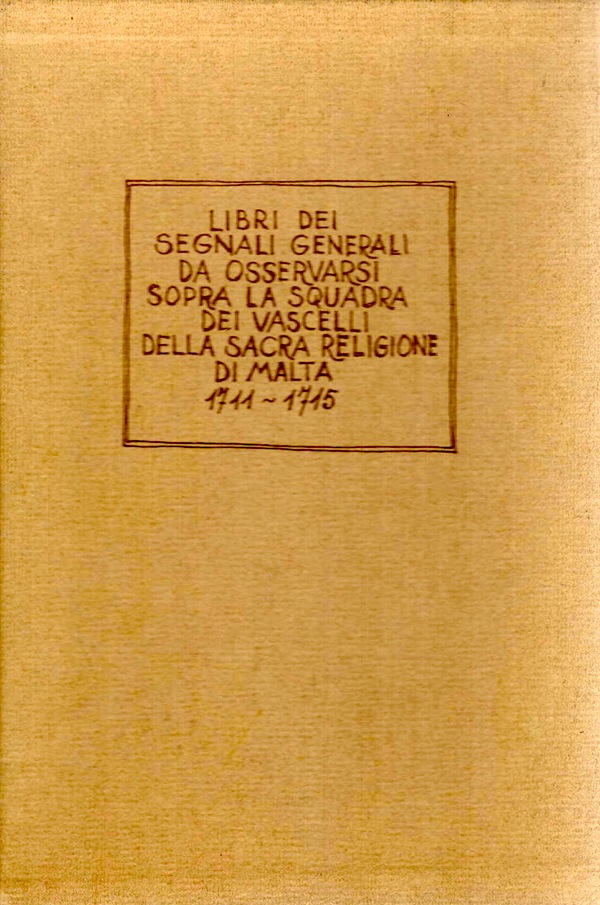 LIBRI DEI
SEGNALI GENERALI
DA OSSERVARSI
SOPRA LA SQUADRA
DEI VASCELLI
DELLA SACRA RELIGIONE
DI MALTA
1711~1715